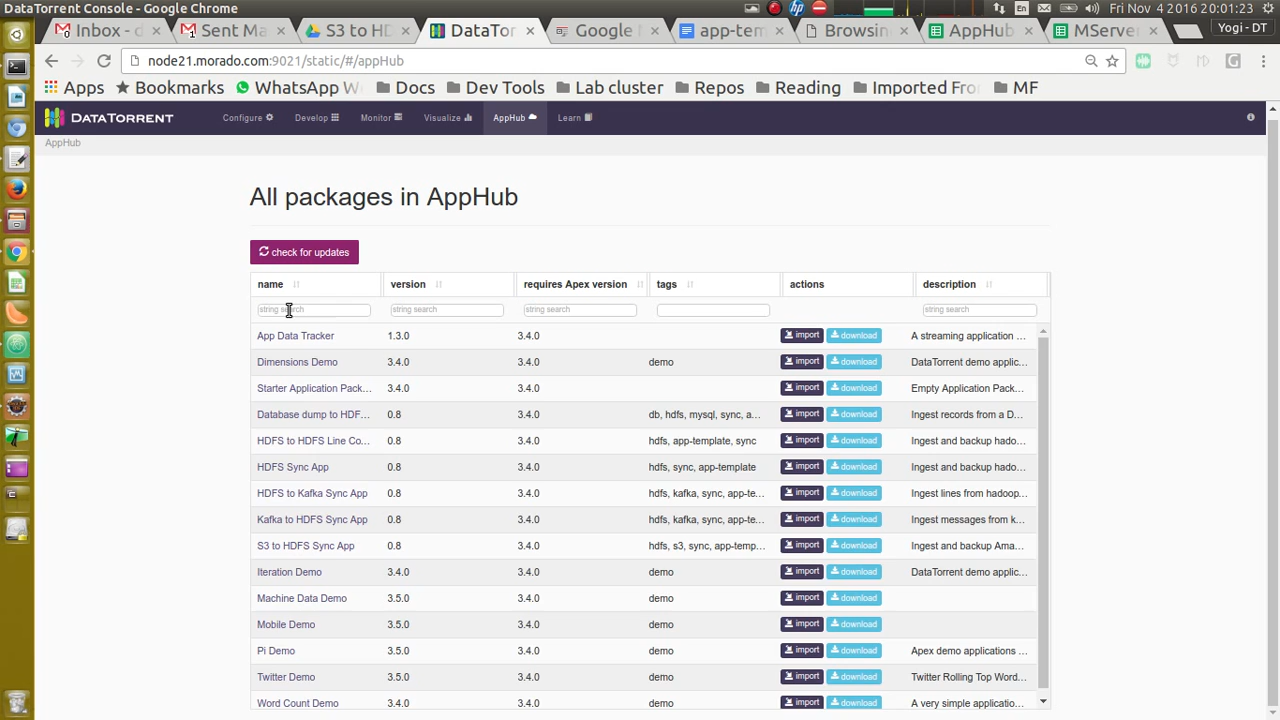 DataTorrent Console - Google Chrome
En
Fri Nov 4 2016 20:01:23
Inbox - d
Sent Ma
S3 to HD
DataTor
Google
app-tem
Browsing
AppHub
MServer
Yogi - DT
node21.morado.com:9021/static/#/appHub
Apps
Bookmarks
WhatsApp W
Docs
Dev Tools
Lab cluster
Repos
Reading
Imported Fro
MF
DATATORRENT
Configure
Develop
Monitor
Visualize
AppHub
Learn
AppHub
All packages in AppHub
check for updates
name version requires Apex version tags actions description
string search string search string search string search
App Data Tracker 1.3.0 3.4.0 import download A streaming application ...
Dimensions Demo 3.4.0 3.4.0 demo import download DataTorrent demo applic...
Starter Application Pack... 3.4.0 3.4.0 import download Empty Application Pack...
Database dump to HDF... 0.8 3.4.0 db, hdfs, mysql, sync, a... import download Ingest records from a D...
HDFS to HDFS Line Co... 0.8 3.4.0 hdfs, app-template, sync import download Ingest and backup hado...
HDFS Sync App 0.8 3.4.0 hdfs, sync, app-template import download Ingest and backup hado...
HDFS to Kafka Sync App 0.8 3.4.0 hdfs, kafka, sync, app-te... import download Ingest lines from hadoop...
Kafka to HDFS Sync App 0.8 3.4.0 hdfs, kafka, sync, app-te... import download Ingest messages from k...
S3 to HDFS Sync App 0.8 3.4.0 hdfs, s3, sync, app-temp... import download Ingest and backup Ama...
Iteration Demo 3.4.0 3.4.0 demo import download DataTorrent demo applic...
Machine Data Demo 3.5.0 3.4.0 demo import download
Mobile Demo 3.5.0 3.4.0 demo import download
Pi Demo 3.5.0 3.4.0 demo import download Apex demo applications ...
Twitter Demo 3.5.0 3.4.0 demo import download Twitter Rolling Top Word...
Word Count Demo 3.4.0 3.4.0 demo import download A very simple applicatio...